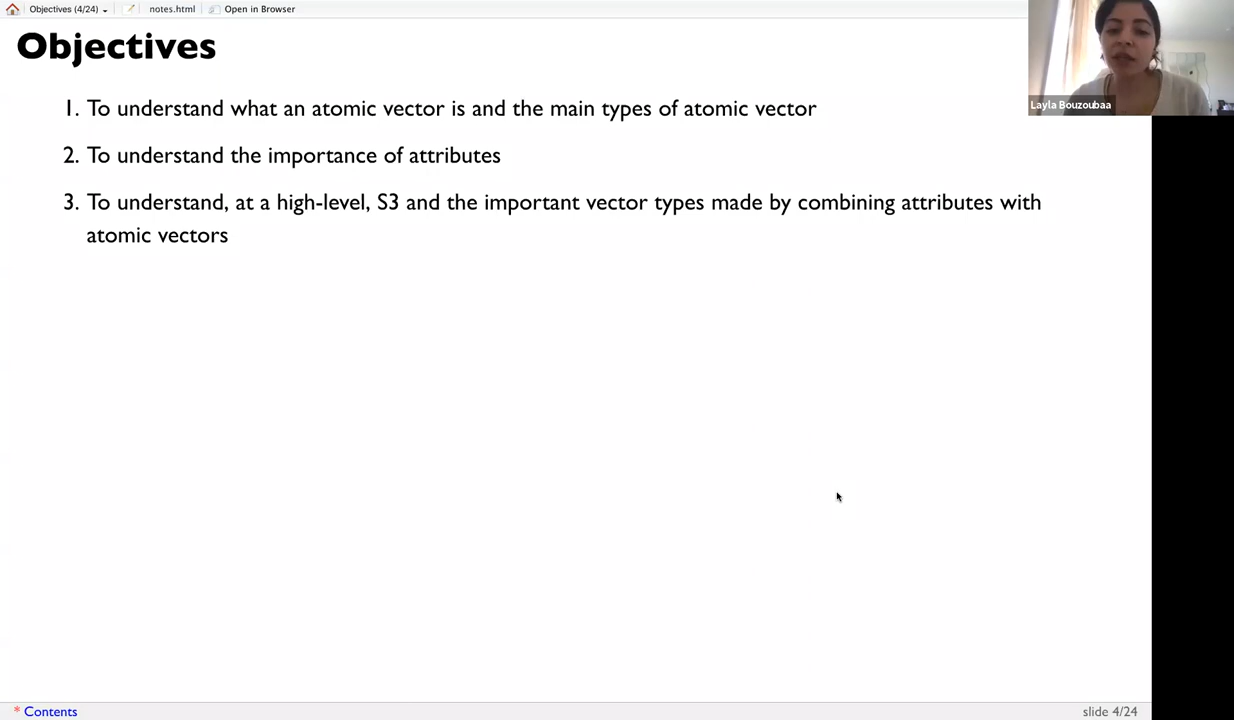 Objectives (4/24)
notes.html
Open in Browser
Objectives
Layla Bouzoubaa
1. To understand what an atomic vector is and the main types of atomic vector
2. To understand the importance of attributes
3. To understand, at a high-level, S3 and the important vector types made by combining attributes with
atomic vectors
* Contents
slide 4/24